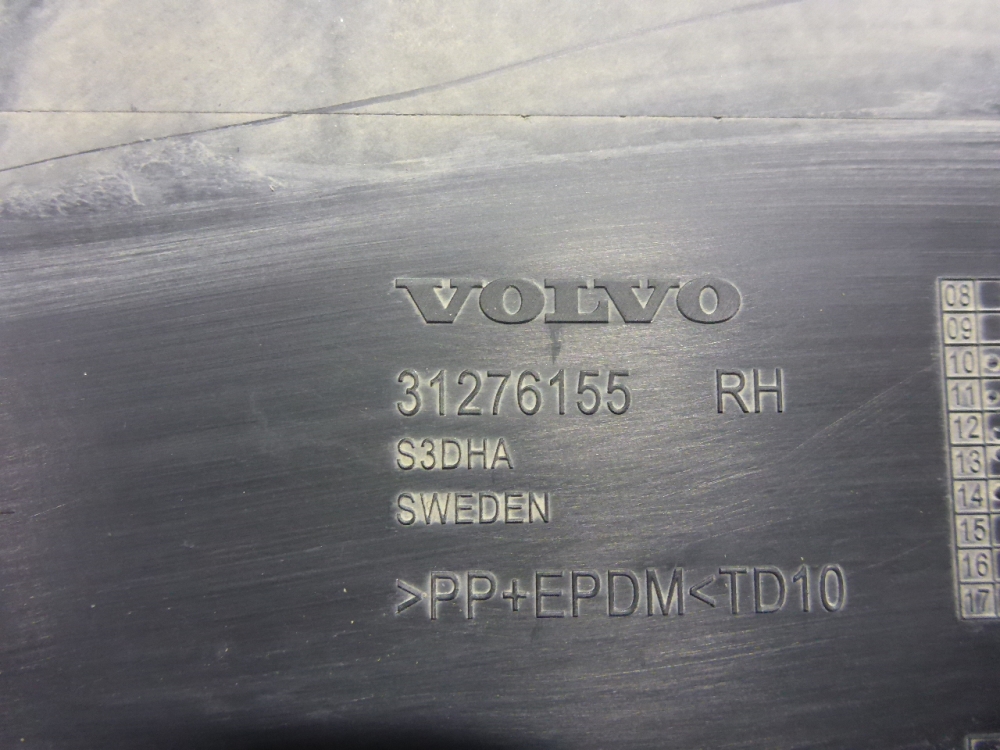 VOLVO
31276155 RH
S3DHA
SWEDEN
>PP+EPDM<TD10
08
09
10
11
12
13
14
15
16
17